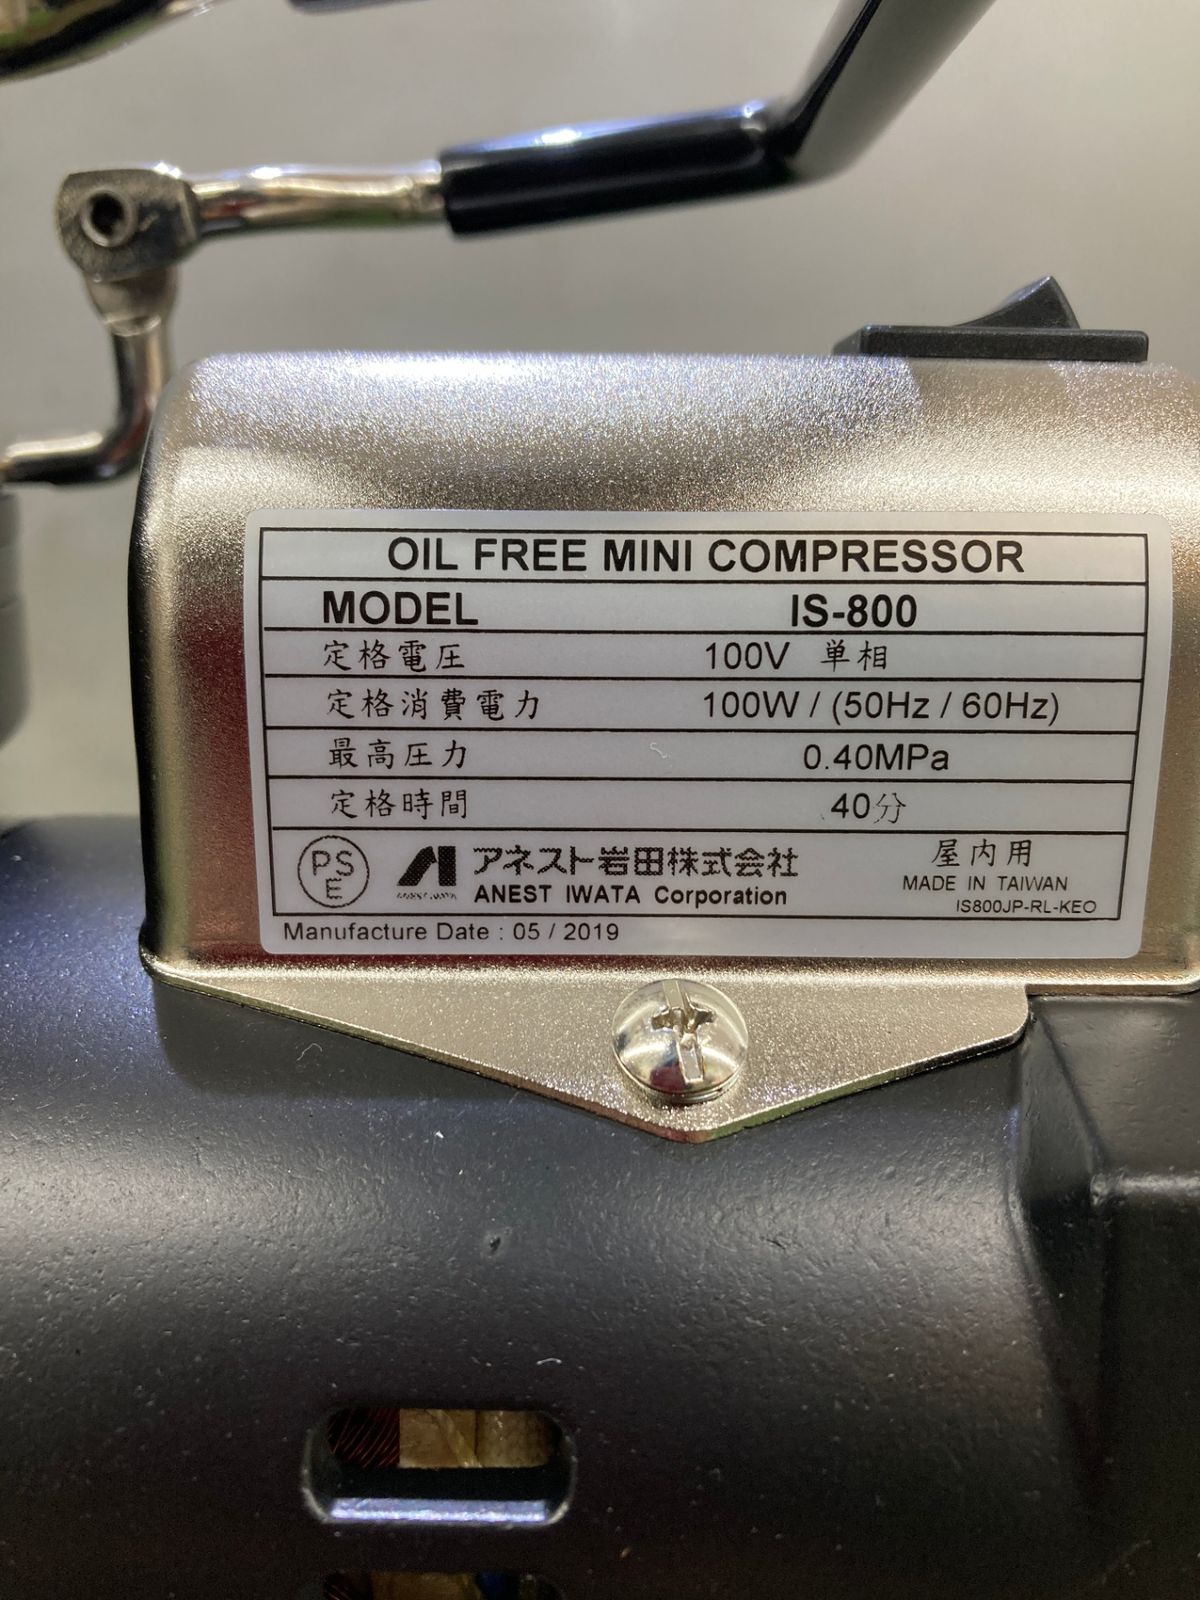 OIL FREE MINI COMPRESSOR
MODEL IS-800
定格電圧 100V 単相
定格消費電力 100W / (50Hz / 60Hz)
最高圧力 0.40MPa
定格時間 40分
PSE
ANEST IWATA
アネスト岩田株式会社
ANEST IWATA Corporation
屋内用
MADE IN TAIWAN
IS800JP-RL-KEO
Manufacture Date : 05 / 2019